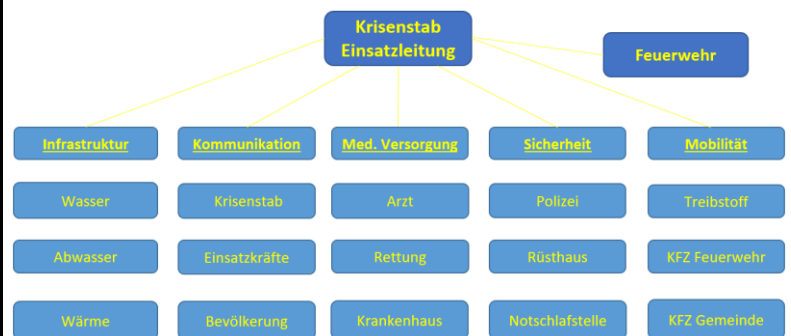 Krisenstab
Einsatzleitung
Feuerwehr
Infrastruktur
Kommunikation
Med. Versorgung
Sicherheit
Mobilität
Wasser
Krisenstab
Arzt
Polizei
Treibstoff
Abwasser
Einsatzkräfte
Rettung
Rüsthaus
KFZ Feuerwehr
Wärme
Bevölkerung
Krankenhaus
Notschlafstelle
KFZ Gemeinde